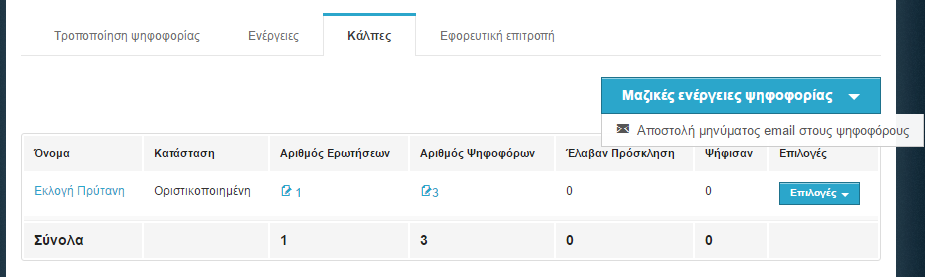 Τροποποίηση ψηφοφορίας Ενέργειες Κάλπες Εφορευτική επιτροπή
Μαζικές ενέργειες ψηφοφορίας
Αποστολή μηνύματος email στους ψηφοφόρους
Όνομα Κατάσταση Αριθμός Ερωτήσεων Αριθμός Ψηφοφόρων Έλαβαν Πρόσκληση Ψήφισαν Επιλογές
Εκλογή Πρύτανη Οριστικοποιημένη 1 3 0 0 Επιλογές
Σύνολα 1 3 0 0